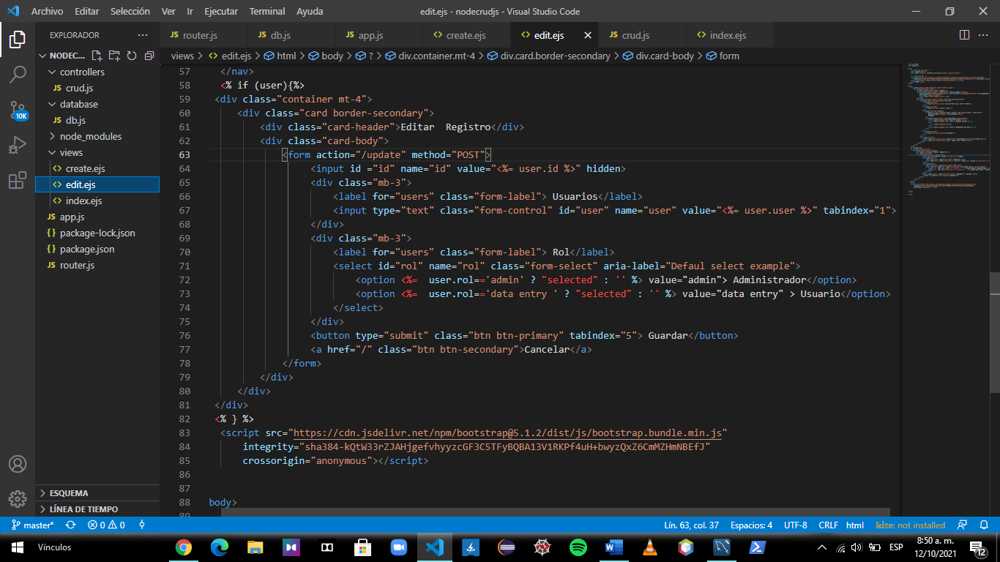 Archivo Editar Selección Ver Ir Ejecutar Terminal Ayuda edit.ejs - nodecrudjs - Visual Studio Code
EXPLORADOR ··· router.js db.js app.js create.ejs edit.ejs crud.js index.ejs ···
NODEC... views > edit.ejs > html > body > ? > div.container.mt-4 > div.card.border-secondary > div.card-body > form
controllers
JS crud.js
database
JS db.js
node_modules
views
<> create.ejs
<> edit.ejs
<> index.ejs
JS app.js
{} package-lock.json
{} package.json
JS router.js
10K
57 </nav>
58 <% if (user){%>
59 <div class="container mt-4">
60 <div class="card border-secondary">
61 <div class="card-header">Editar  Registro</div>
62 <div class="card-body">
63 <form action="/update" method="POST">
64 <input id ="id" name="id" value="<%= user.id %>" hidden>
65 <div class="mb-3">
66 <label for="users" class="form-label"> Usuarios</label>
67 <input type="text" class="form-control" id="user" name="user" value="<%= user.user %>" tabindex="1">
68 </div>
69 <div class="mb-3">
70 <label for="users" class="form-label"> Rol</label>
71 <select id="rol" name="rol" class="form-select" aria-label="Defaul select example">
72 <option <%=  user.rol=='admin' ? "selected" : '' %> value="admin"> Administrador</option>
73 <option <%=  user.rol=='data entry ' ? "selected" : '' %> value="data entry" > Usuario</option>
74 </select>
75 </div>
76 <button type="submit" class="btn btn-primary" tabindex="5"> Guardar</button>
77 <a href="/" class="btn btn-secondary">Cancelar</a>
78 </form>
79 </div>
80 </div>
81 </div>
82 <% } %>
83 <script src="https://cdn.jsdelivr.net/npm/bootstrap@5.1.2/dist/js/bootstrap.bundle.min.js"
84 integrity="sha384-kQtW33rZJAHjgefvhyyzcGF3C5TFyBQBA13V1RKPf4uH+bwyzQxZ6CmMZHmNBEfJ"
85 crossorigin="anonymous"></script>
86
87
88 body>
89
ESQUEMA
LÍNEA DE TIEMPO
master* 0 0 Lín. 63, col. 37 Espacios: 4 UTF-8 CRLF html kite: not installed
Vínculos ESP 8:50 a. m.
12/10/2021 12